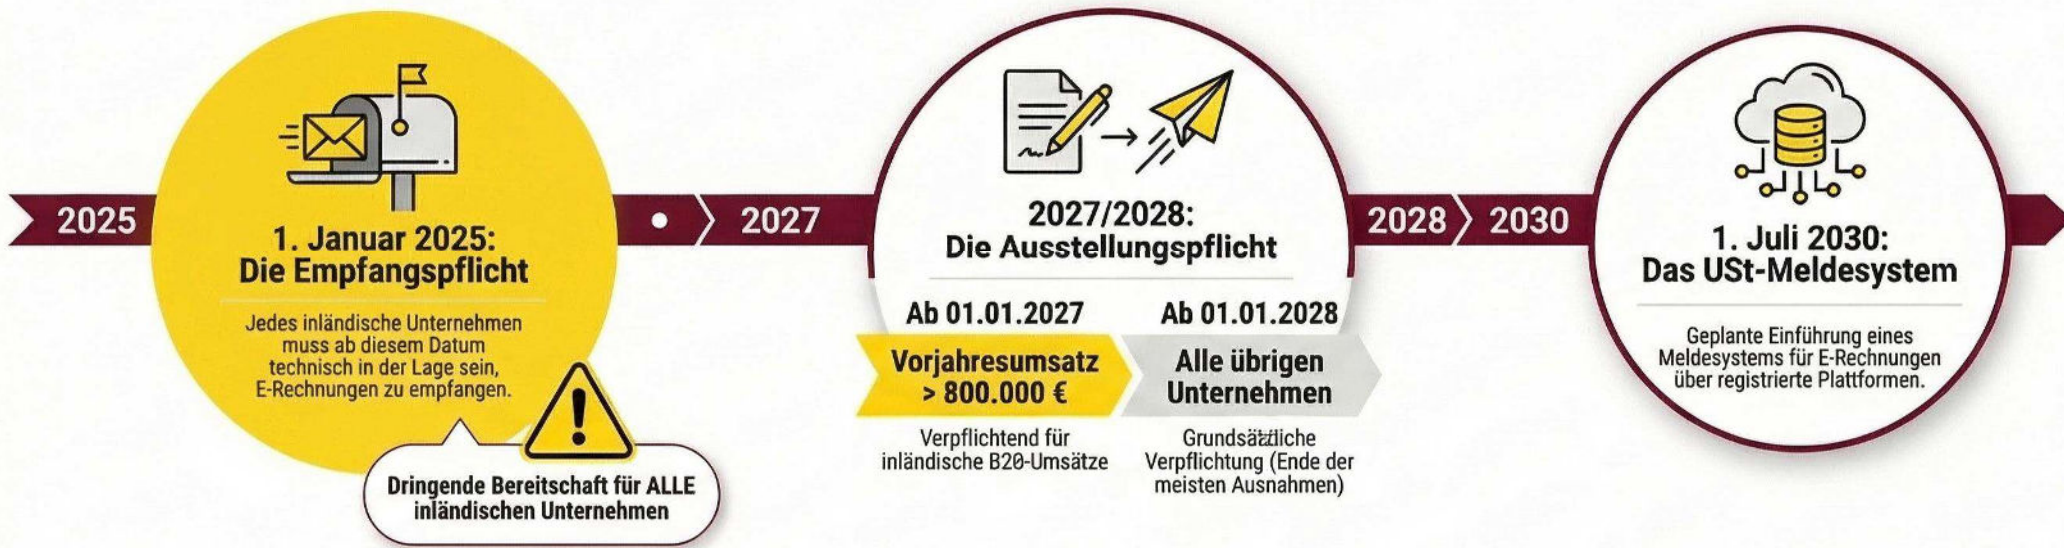 2025
1. Januar 2025:
Die Empfangspflicht
Jedes inländische Unternehmen
muss ab diesem Datum
technisch in der Lage sein,
E-Rechnungen zu empfangen.
Dringende Bereitschaft für ALLE
inländischen Unternehmen
2027
2027/2028:
Die Ausstellungspflicht
Ab 01.01.2027
Vorjahresumsatz
> 800.000 €
Verpflichtend für
inländische B20-Umsätze
Ab 01.01.2028
Alle übrigen
Unternehmen
Verpflichtung (Ende der
meisten Ausnahmen)
2028
2030
1. Juli 2030:
Das USt-Meldesystem
Geplante Einführung eines
Meldesystems für E-Rechnungen
über registrierte Plattformen.